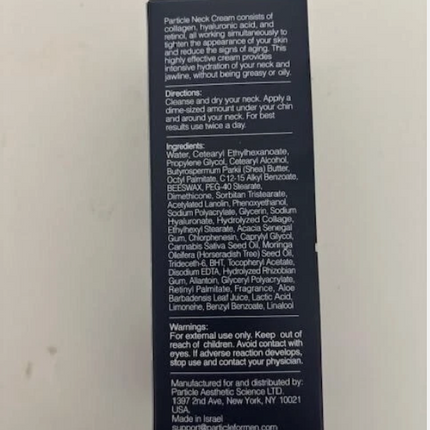 Particle Neck Cream consists of
collagen, hyaluronic acid, and
retinol, all working simultaneously to
tighten the appearance of your skin
and reduce the signs of aging. This
highly effective cream provides
intensive hydration of your neck and
jawline, without being greasy or oily.
Directions:
Cleanse and dry your neck. Apply a
dime-sized amount under your chin
and around your neck. For best
results use twice a day.
Ingredients:
Water, Cetearyl Ethylhexanoate,
Propylene Glycol, Cetearyl Alcohol,
Butyrospermum Parkii (Shea) Butter,
Octyl Palmitate, C12-15 Alkyl Benzoate,
BEESWAX, PEG-40 Stearate,
Dimethicone, Sorbitan Tristearate,
Acetylated Lanolin, Phenoxyethanol,
Sodium Polyacrylate, Glycerin, Sodium
Hyaluronate, Hydrolyzed Collagen,
Ethylhexyl Stearate, Acacia Senegal
Gum, Chlorphenesin, Caprylyl Glycol,
Cannabis Sativa Seed Oil, Moringa
Oleifera (Horseradish Tree) Seed Oil,
Trideceth-6, BHT, Tocopheryl Acetate,
Disodium EDTA, Hydrolyzed Rhizobian
Gum, Allantoin, Glyceryl Polyacrylate,
Retinyl Palmitate, Fragrance, Aloe
Barbadensis Leaf Juice, Lactic Acid,
Limonene, Benzyl Benzoate, Linalool
Warnings:
For external use only. Keep out of
reach of children. Avoid contact with
eyes. If adverse reaction develops,
stop use and contact your physician.
Manufactured for and distributed by:
Particle Aesthetic Science LTD.
1397 2nd Ave, New York, NY 10021
USA.
Made in Israel
support@particleformen.com